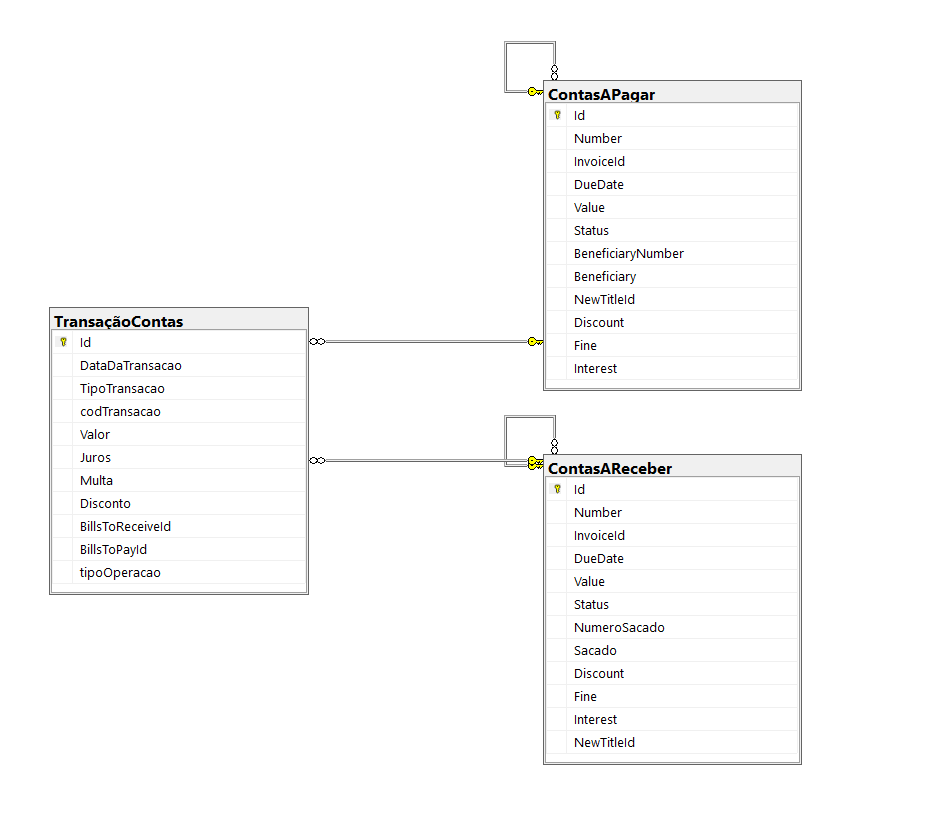 ContasAPagar
Id
Number
InvoiceId
DueDate
Value
Status
BeneficiaryNumber
Beneficiary
NewTitleId
Discount
Fine
Interest
TransaçãoContas
Id
DataDaTransacao
TipoTransacao
codTransacao
Valor
Juros
Multa
Disconto
BillsToReceiveId
BillsToPayId
tipoOperacao
ContasAReceber
Id
Number
InvoiceId
DueDate
Value
Status
NumeroSacado
Sacado
Discount
Fine
Interest
NewTitleId